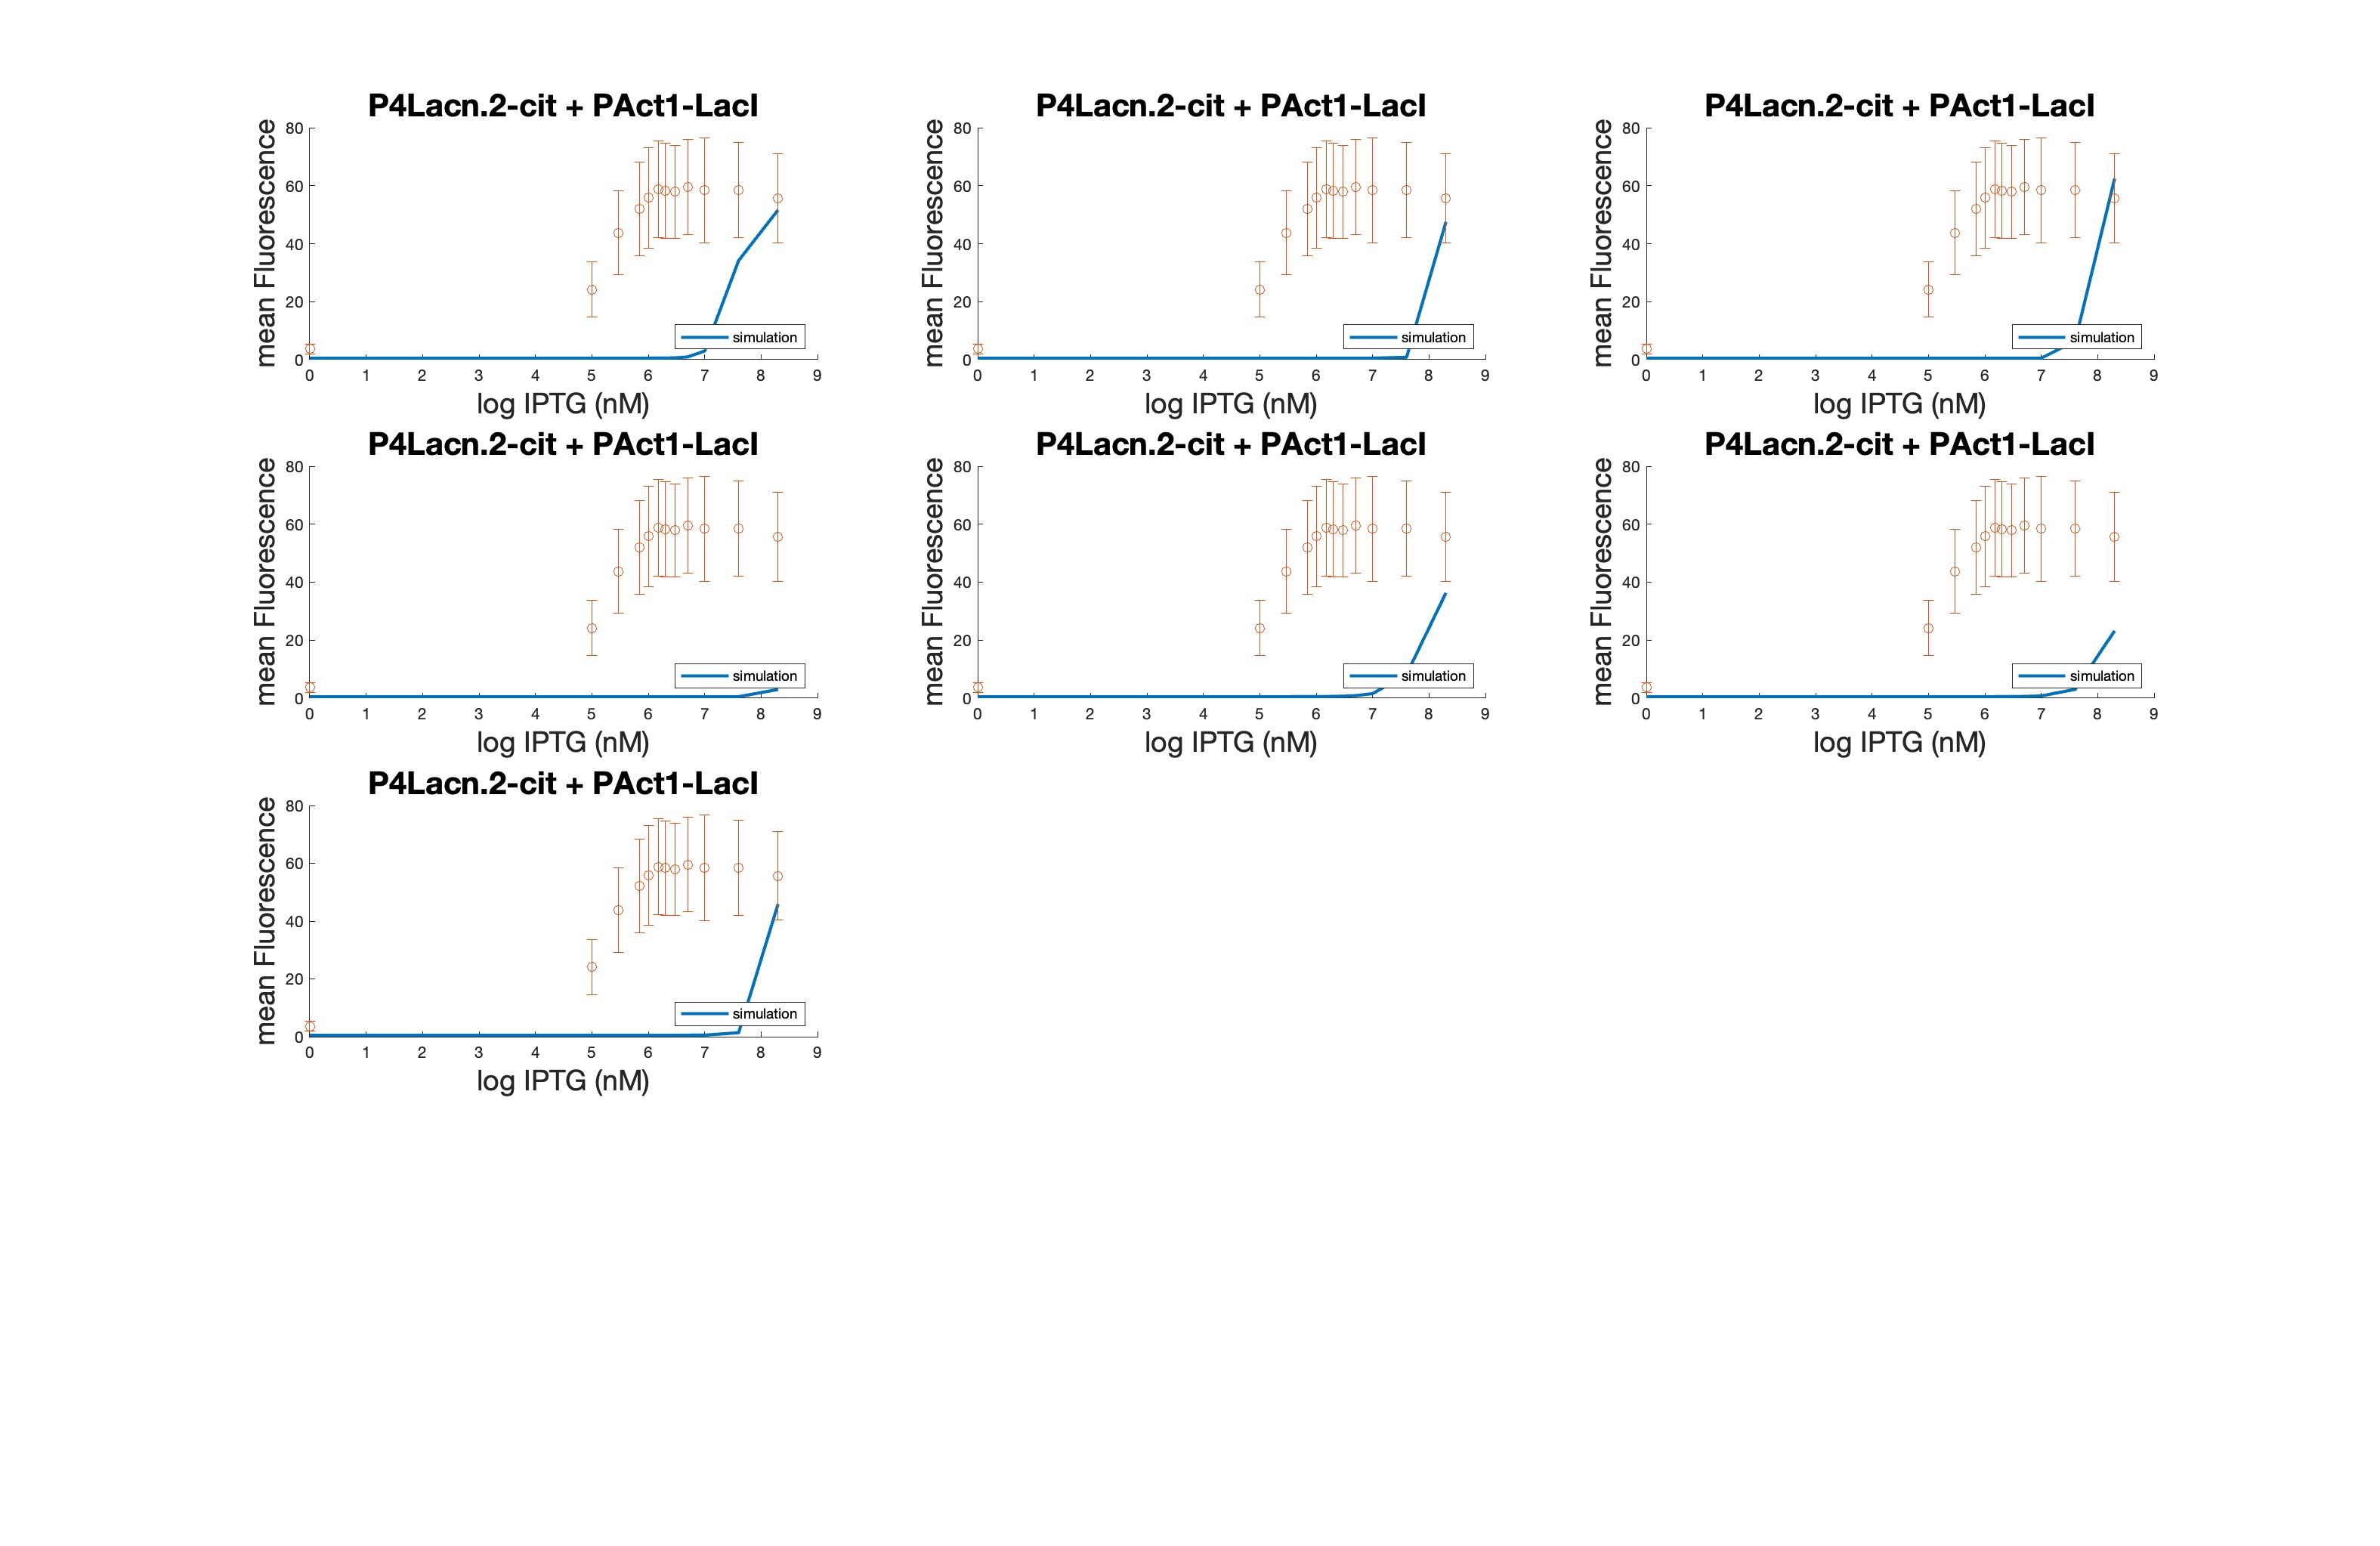 P4Lacn.2-cit + PAct1-LacI P4Lacn.2-cit + PAct1-LacI P4Lacn.2-cit + PAct1-LacI
mean Fluorescence
80
60
40
20
0
simulation
0 1 2 3 4 5 6 7 8 9
log IPTG (nM)
mean Fluorescence
80
60
40
20
0
simulation
0 1 2 3 4 5 6 7 8 9
log IPTG (nM)
mean Fluorescence
80
60
40
20
0
simulation
0 1 2 3 4 5 6 7 8 9
log IPTG (nM)
P4Lacn.2-cit + PAct1-LacI P4Lacn.2-cit + PAct1-LacI P4Lacn.2-cit + PAct1-LacI
mean Fluorescence
80
60
40
20
0
simulation
0 1 2 3 4 5 6 7 8 9
log IPTG (nM)
mean Fluorescence
80
60
40
20
0
simulation
0 1 2 3 4 5 6 7 8 9
log IPTG (nM)
mean Fluorescence
80
60
40
20
0
simulation
0 1 2 3 4 5 6 7 8 9
log IPTG (nM)
P4Lacn.2-cit + PAct1-LacI
mean Fluorescence
80
60
40
20
0
simulation
0 1 2 3 4 5 6 7 8 9
log IPTG (nM)